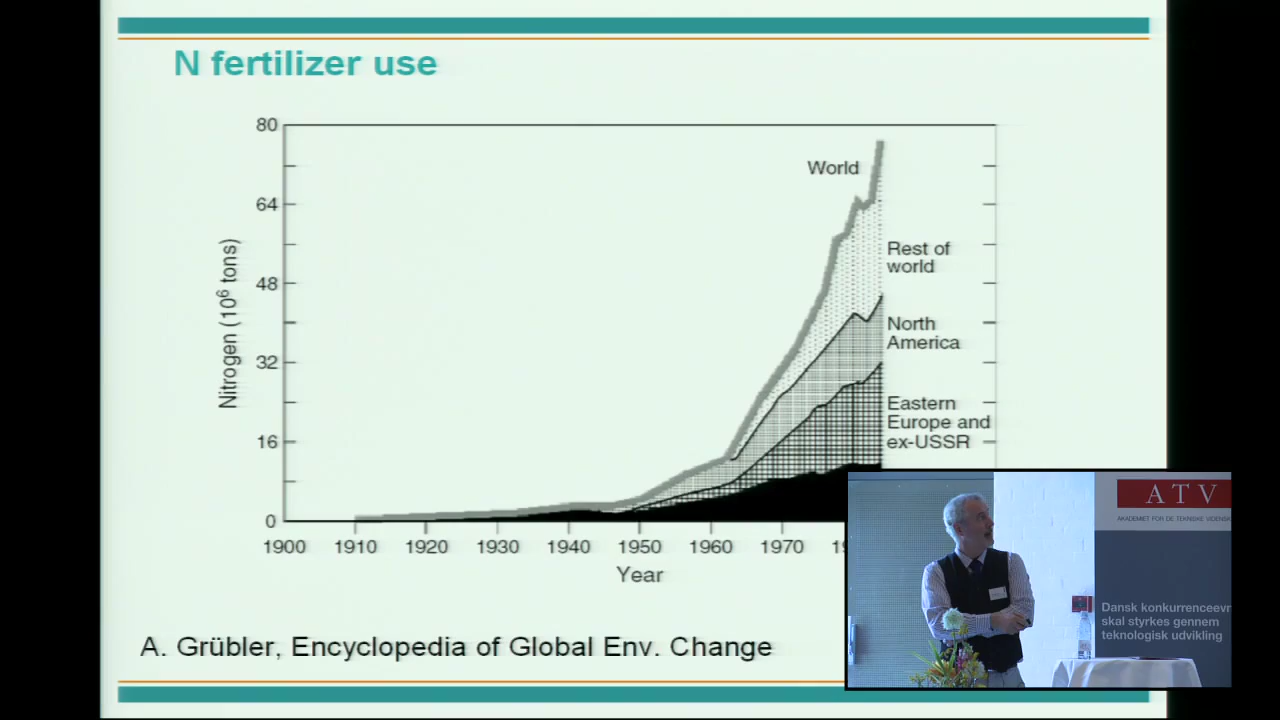 N fertilizer use
80
64
48
32
16
0
Nitrogen (10⁶ tons)
World
Rest of
world
North
America
Eastern
Europe and
ex-USSR
1900 1910 1920 1930 1940 1950 1960 1970
Year
A. Grübler, Encyclopedia of Global Env. Change
ATV
AKADEMIET FOR DE TEKNISKE VIDENSK
Dansk konkurrenceevn
skal styrkes gennem
teknologisk udvikling